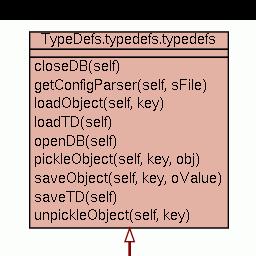 TypeDefs.typedefs.typedefs
closeDB(self)
getConfigParser(self, sFile)
loadObject(self, key)
loadTD(self)
openDB(self)
pickleObject(self, key, obj)
saveObject(self, key, oValue)
saveTD(self)
unpickleObject(self, key)